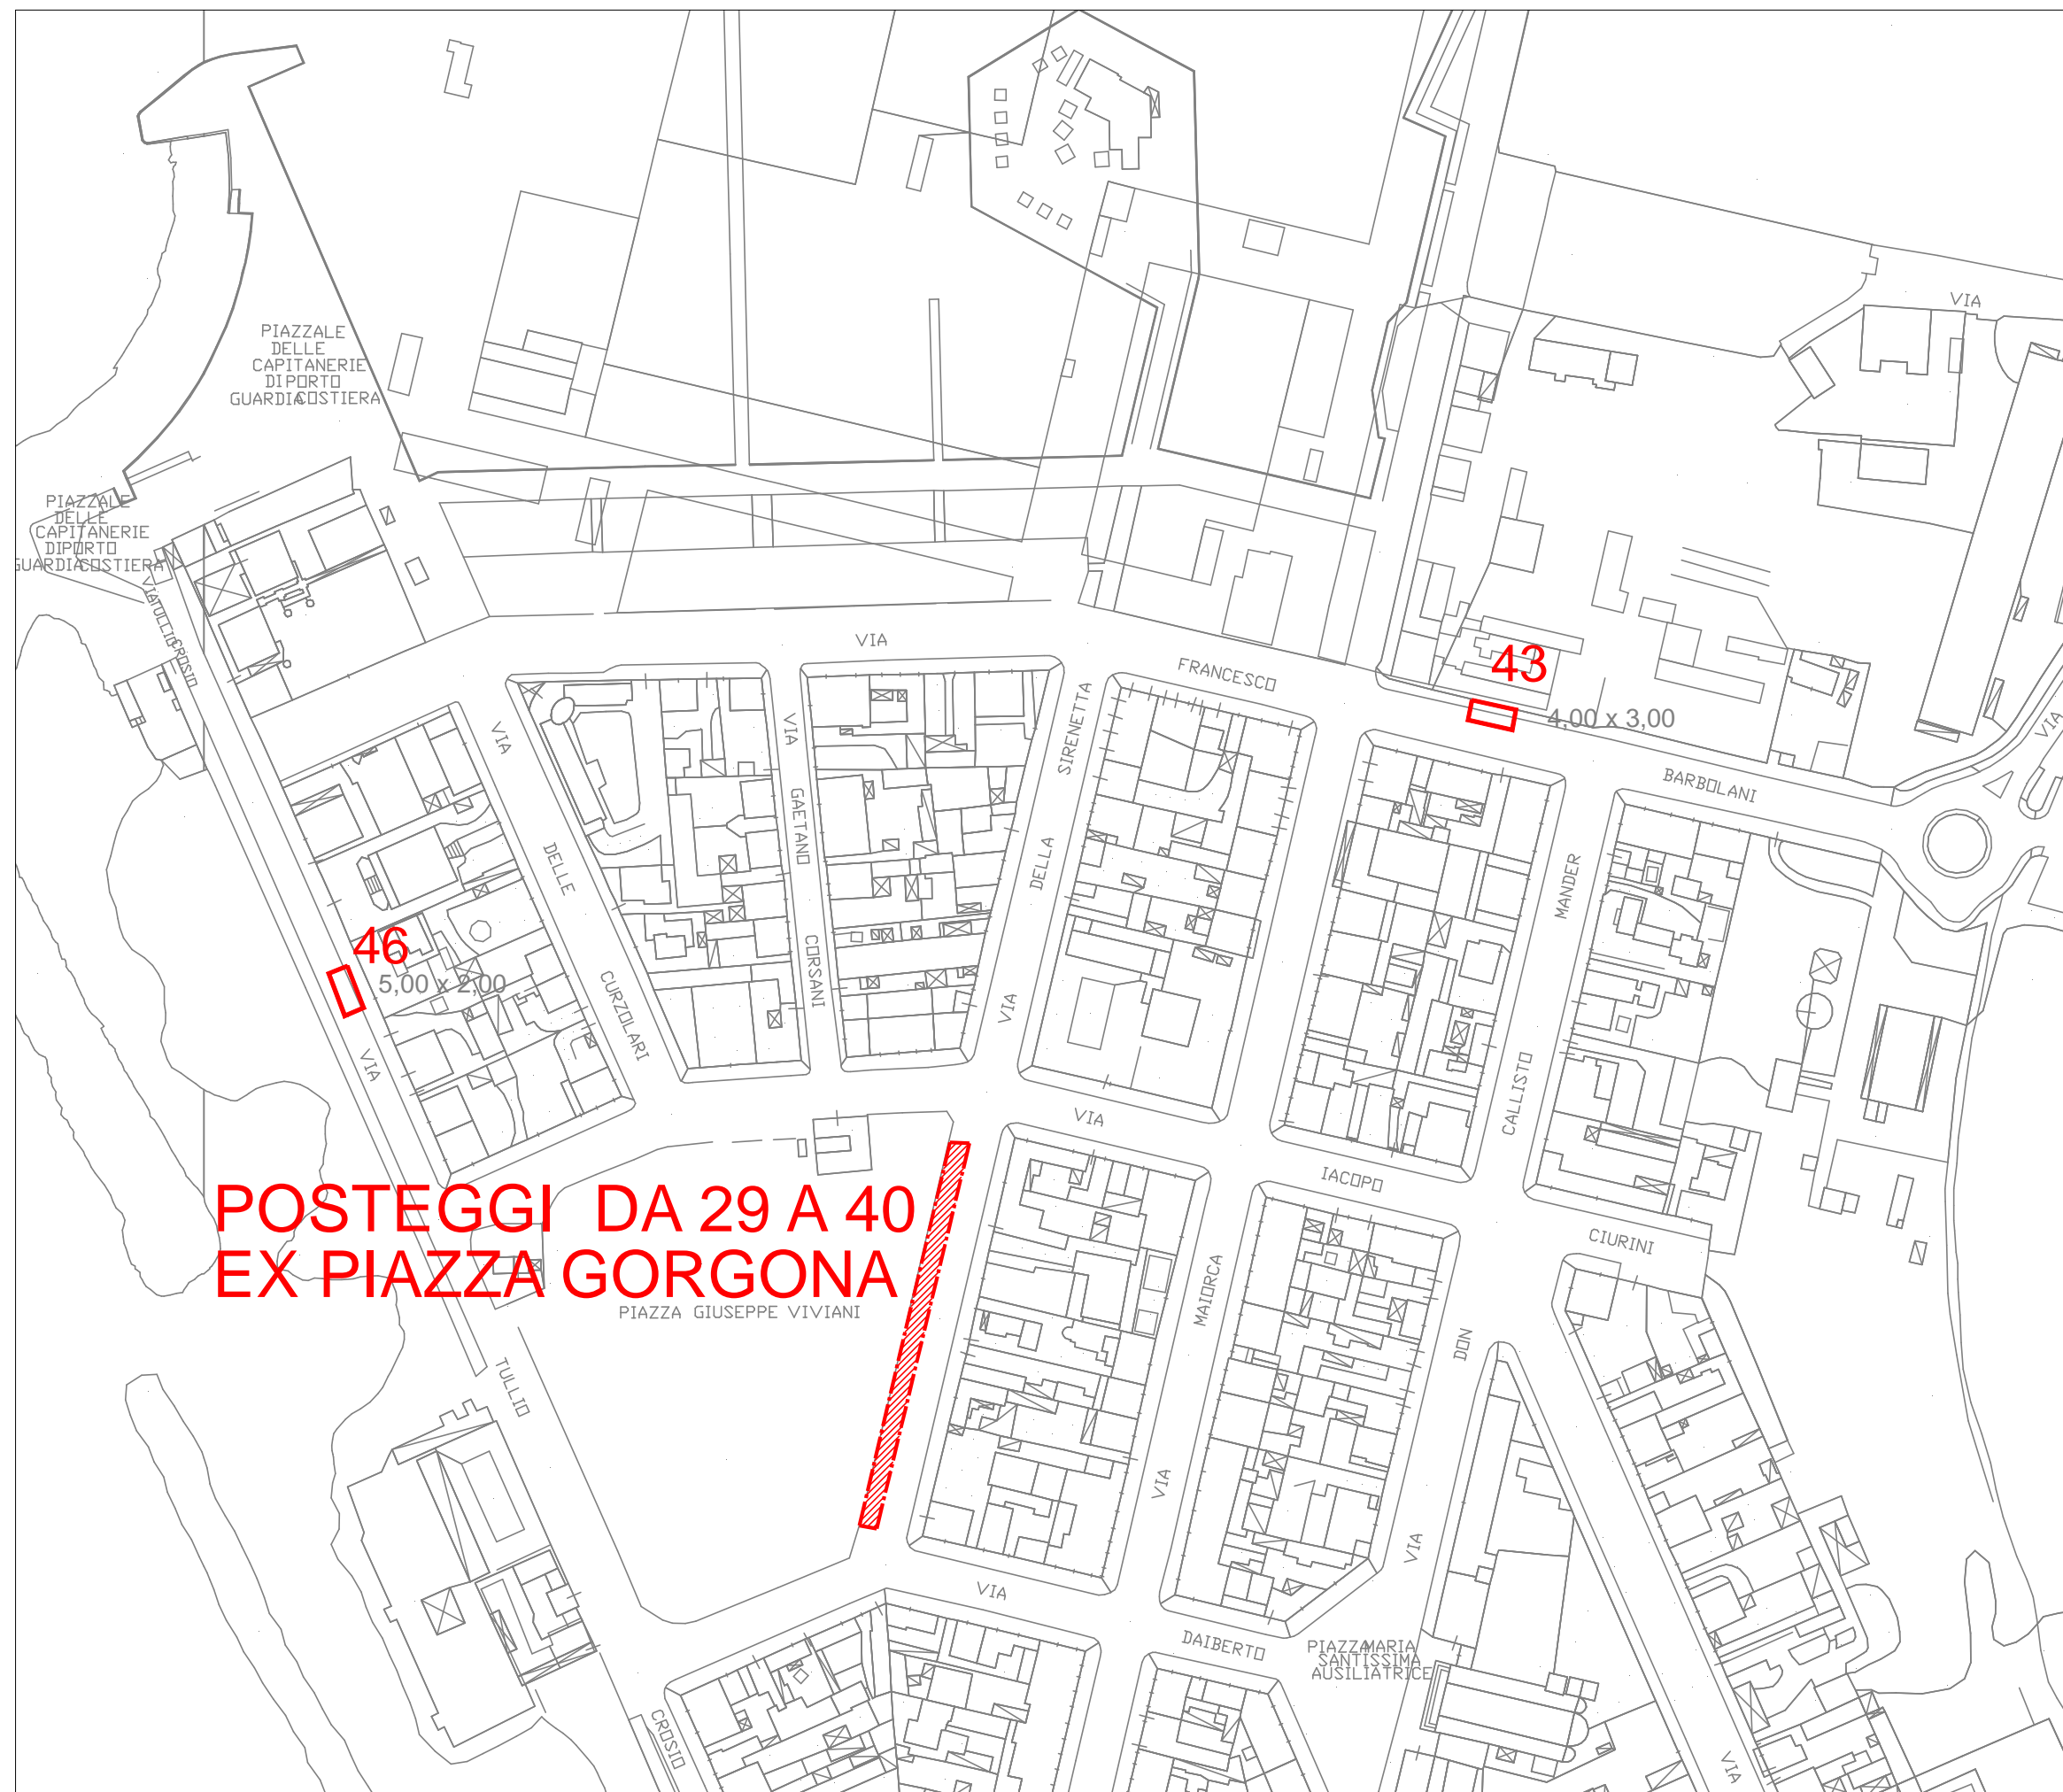 VIA
PIAZZALE
DELLE
CAPITANERIE
DI PORTO
GUARDIA COSTIERA
PIAZZALE
DELLE
CAPITANERIE
DI PORTO
GUARDIA COSTIERA
VIA TULLIO CROSIO
VIA
FRANCESCO
43
4,00 x 3,00
BARBOLANI
VIA
VIA
DELLE
CURZOLARI
VIA
GAETANO
CORSANI
SIRENETTA
DELLA
VIA
MANDER
CALLISTO
DON
VIA
46
5,00 x 2,00
VIA
TULLIO
CROSIO
VIA
IACOPO
CIURINI
POSTEGGI DA 29 A 40
EX PIAZZA GORGONA
PIAZZA GIUSEPPE VIVIANI
MAIORCA
VIA
VIA
DAIBERTO
PIAZZA MARIA
SANTISSIMA
AUSILIATRICE
VIA